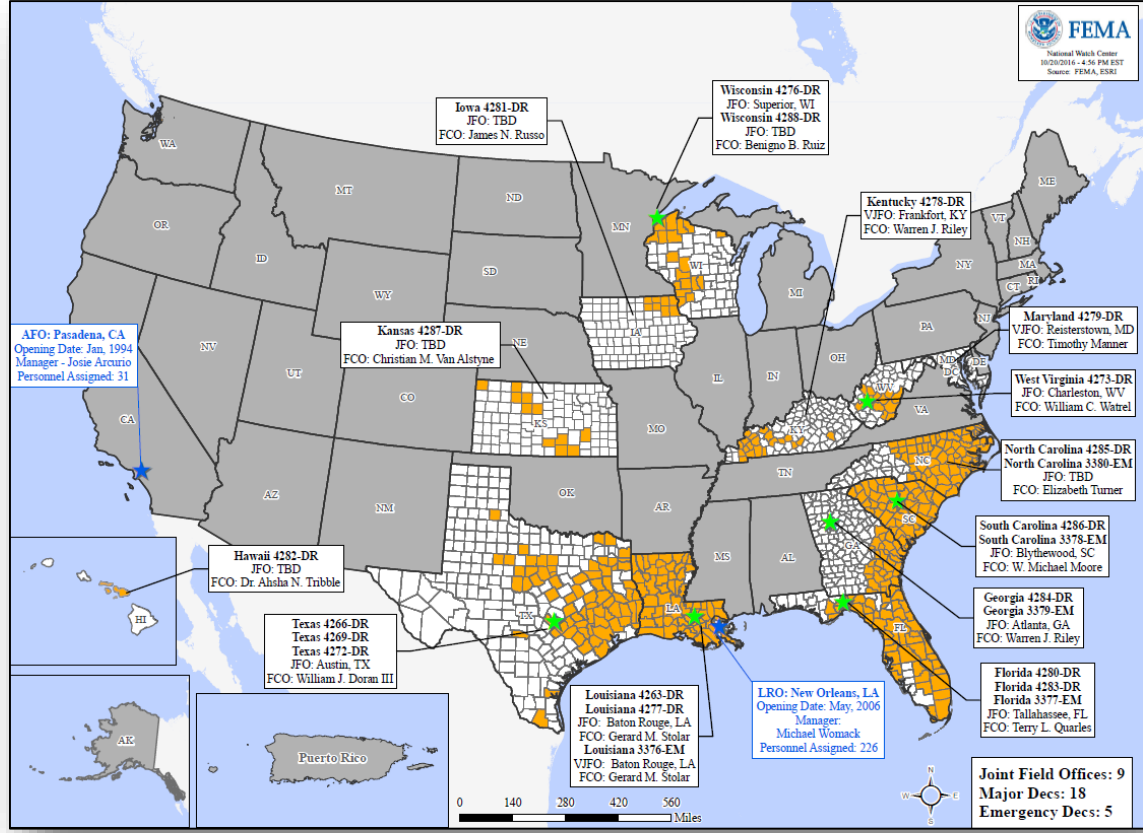 FEMA
National Watch Center
10/20/2016 - 4:56 PM EST
Source: FEMA, ESRI
Wisconsin 4276-DR
JFO: Superior, WI
Wisconsin 4288-DR
JFO: TBD
FCO: Benigno B. Ruiz
Iowa 4281-DR
JFO: TBD
FCO: James N. Russo
Kentucky 4278-DR
VJFO: Frankfort, KY
FCO: Warren J. Riley
Maryland 4279-DR
VJFO: Reisterstown, MD
FCO: Timothy Manner
AFO: Pasadena, CA
Opening Date: Jan, 1994
Manager - Josie Arcurio
Personnel Assigned: 31
Kansas 4287-DR
JFO: TBD
FCO: Christian M. Van Alstyne
West Virginia 4273-DR
JFO: Charleston, WV
FCO: William C. Watrel
North Carolina 4285-DR
North Carolina 3380-EM
JFO: TBD
FCO: Elizabeth Turner
South Carolina 4286-DR
South Carolina 3378-EM
JFO: Blythewood, SC
FCO: W. Michael Moore
Hawaii 4282-DR
JFO: TBD
FCO: Dr. Ahsha N. Tribble
Georgia 4284-DR
Georgia 3379-EM
JFO: Atlanta, GA
FCO: Warren J. Riley
Texas 4266-DR
Texas 4269-DR
Texas 4272-DR
JFO: Austin, TX
FCO: William J. Doran III
Florida 4280-DR
Florida 4283-DR
Florida 3377-EM
JFO: Tallahassee, FL
FCO: Terry L. Quarles
Louisiana 4263-DR
Louisiana 4277-DR
JFO: Baton Rouge, LA
FCO: Gerard M. Stolar
Louisiana 3376-EM
VJFO: Baton Rouge, LA
FCO: Gerard M. Stolar
LRO: New Orleans, LA
Opening Date: May, 2006
Manager:
Michael Womack
Personnel Assigned: 226
WA
MT
ND
MN
ME
OR
ID
SD
WI
MI
VT
NH
NY
MA
CT
RI
WY
IA
PA
NJ
NV
NE
OH
MD
DC
DE
UT
IL
IN
WV
CA
CO
KS
MO
KY
VA
AZ
NM
OK
AR
TN
NC
SC
MS
AL
GA
TX
LA
FL
HI
AK
Puerto Rico
N
W
E
S
0
140
280
420
560
Miles
Joint Field Offices: 9
Major Decs: 18
Emergency Decs: 5